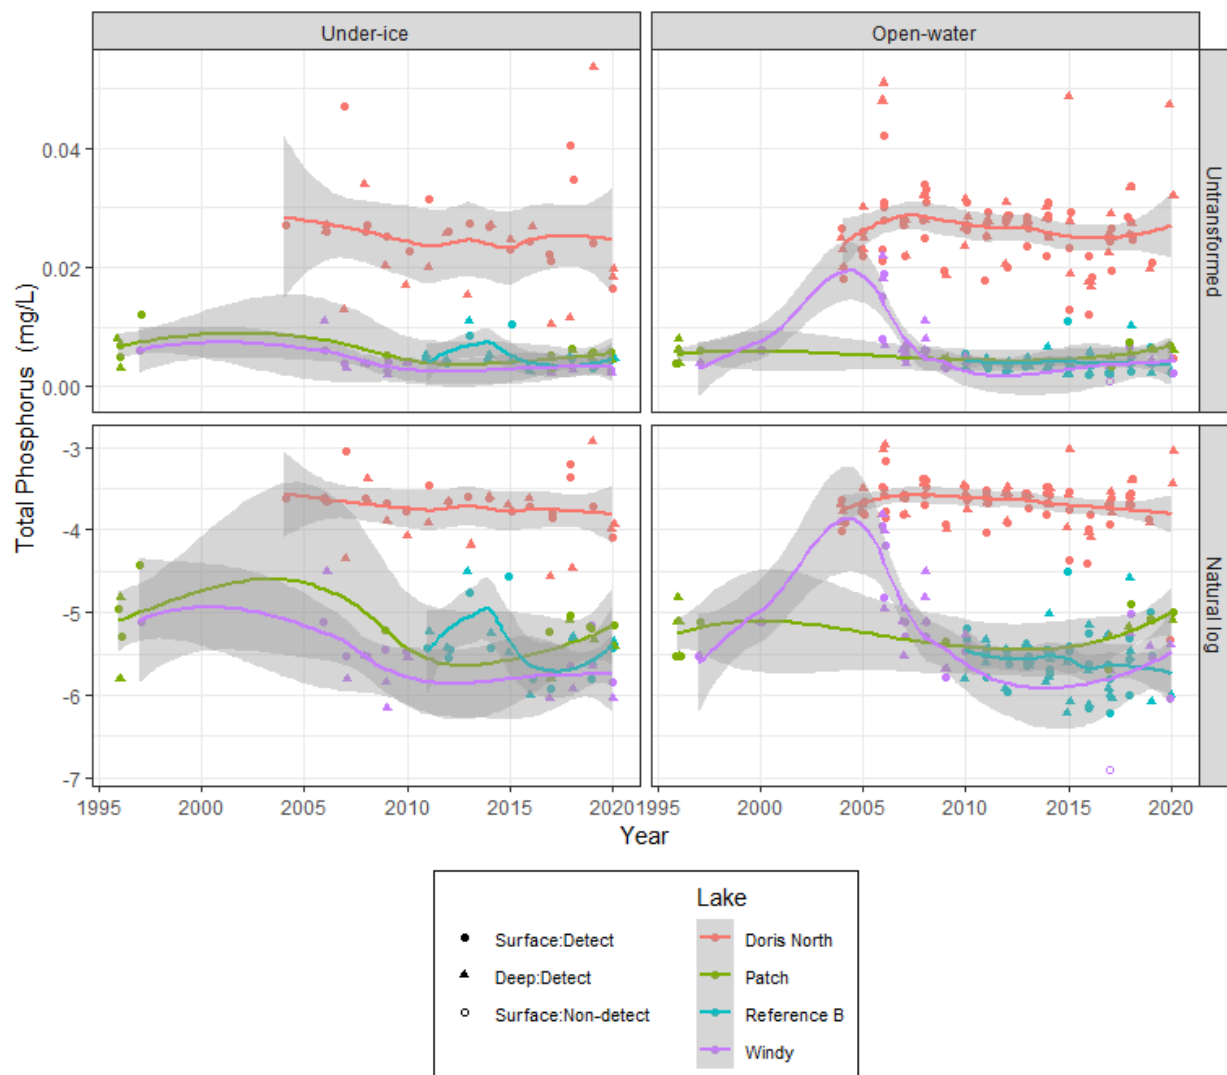 Under-ice Open-water
0.04
0.02
0.00
Untransformed
-3
-4
-5
-6
-7
Natural log
Total Phosphorus (mg/L)
1995 2000 2005 2010 2015 2020 1995 2000 2005 2010 2015 2020
Year
Lake
Surface:Detect Doris North
Deep:Detect Patch
Surface:Non-detect Reference B
Windy